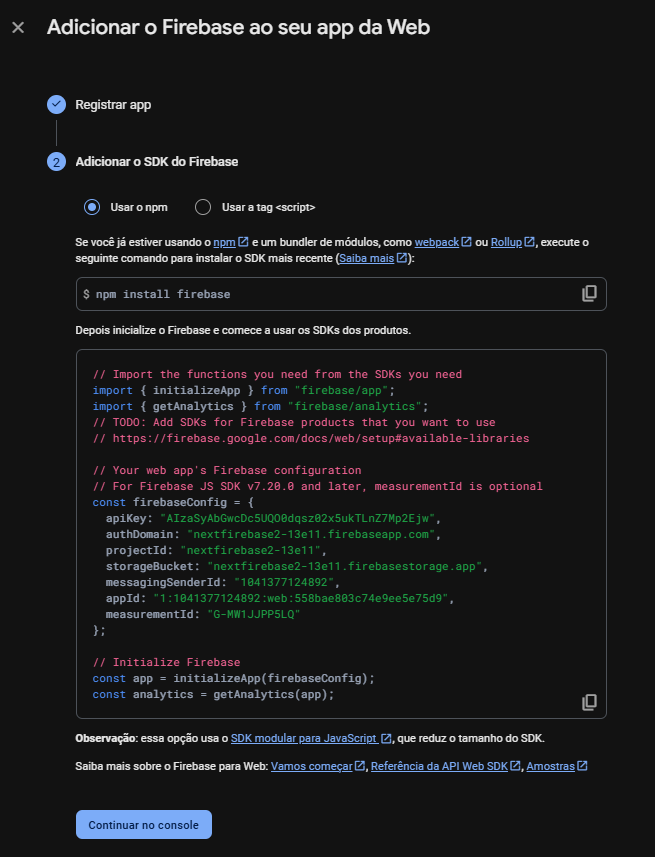 Adicionar o Firebase ao seu app da Web
Registrar app
2 Adicionar o SDK do Firebase
Usar o npm Usar a tag <script>
Se você já estiver usando o npm e um bundler de módulos, como webpack ou Rollup, execute o
seguinte comando para instalar o SDK mais recente (Saiba mais):
$ npm install firebase
Depois inicialize o Firebase e comece a usar os SDKs dos produtos.
// Import the functions you need from the SDKs you need
import { initializeApp } from "firebase/app";
import { getAnalytics } from "firebase/analytics";
// TODO: Add SDKs for Firebase products that you want to use
// https://firebase.google.com/docs/web/setup#available-libraries
// Your web app's Firebase configuration
// For Firebase JS SDK v7.20.0 and later, measurementId is optional
const firebaseConfig = {
apiKey: "AIzaSyAbGwcDc5UQO0dqsz02x5ukTLnZ7Mp2Ejw",
authDomain: "nextfirebase2-13e11.firebaseapp.com",
projectId: "nextfirebase2-13e11",
storageBucket: "nextfirebase2-13e11.firebasestorage.app",
messagingSenderId: "1041377124892",
appId: "1:1041377124892:web:558bae803c74e9ee5e75d9",
measurementId: "G-MW1JJPP5LQ"
};
// Initialize Firebase
const app = initializeApp(firebaseConfig);
const analytics = getAnalytics(app);
Observação: essa opção usa o SDK modular para JavaScript , que reduz o tamanho do SDK.
Saiba mais sobre o Firebase para Web: Vamos começar, Referência da API Web SDK, Amostras
Continuar no console